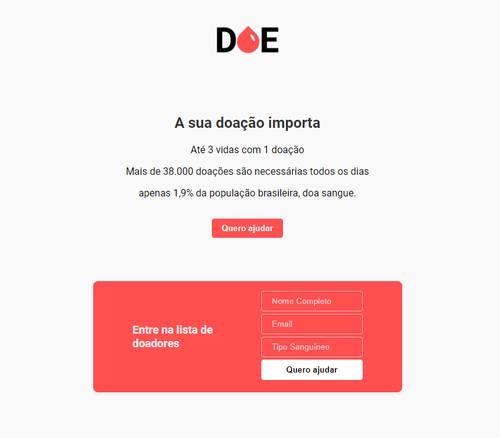 DOE
A sua doação importa
Até 3 vidas com 1 doação
Mais de 38.000 doações são necessárias todos os dias
apenas 1,9% da população brasileira, doa sangue.
Quero ajudar
Entre na lista de
doadores
Nome Completo
Email
Tipo Sanguíneo
Quero ajudar